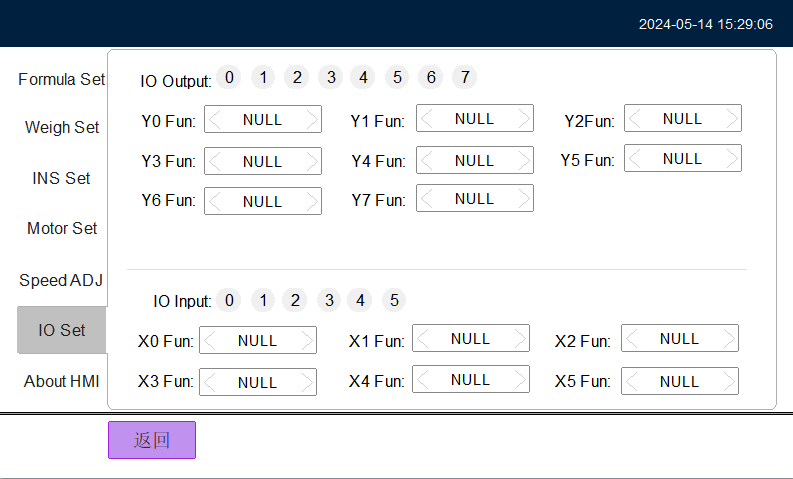 2024-05-14 15:29:06
Formula Set
Weigh Set
INS Set
Motor Set
Speed ADJ
IO Set
About HMI
IO Output: 0 1 2 3 4 5 6 7
Y0 Fun: NULL Y1 Fun: NULL Y2Fun: NULL
Y3 Fun: NULL Y4 Fun: NULL Y5 Fun: NULL
Y6 Fun: NULL Y7 Fun: NULL
IO Input: 0 1 2 3 4 5
X0 Fun: NULL X1 Fun: NULL X2 Fun: NULL
X3 Fun: NULL X4 Fun: NULL X5 Fun: NULL
返回